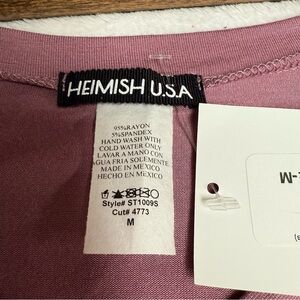 HEIMISH U.S.A
95%RAYON
5%SPANDEX
HAND WASH WITH
COLD WATER ONLY
LAVAR A MANO CON
AGUA FRIA SOLEMENTE
MADE IN MEXICO
HECHO EN MEXICO
Style# ST1009S
Cut# 4773
M
-M
s)